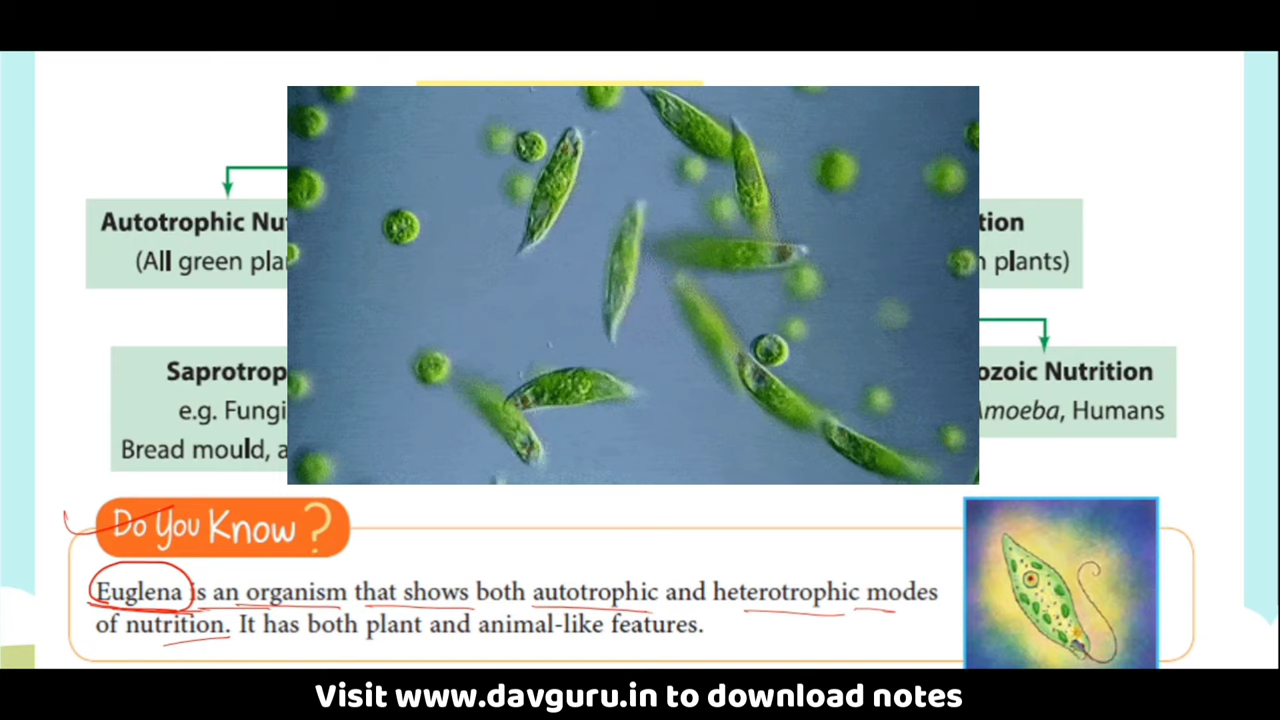 Autotrophic Nu
tion
(All green pla
plants)
Saprotrop
ozoic Nutrition
e.g. Fungi
Amoeba, Humans
Bread mould, a
Do You Know?
Euglena is an organism that shows both autotrophic and heterotrophic modes
of nutrition. It has both plant and animal-like features.
Visit www.davguru.in to download notes